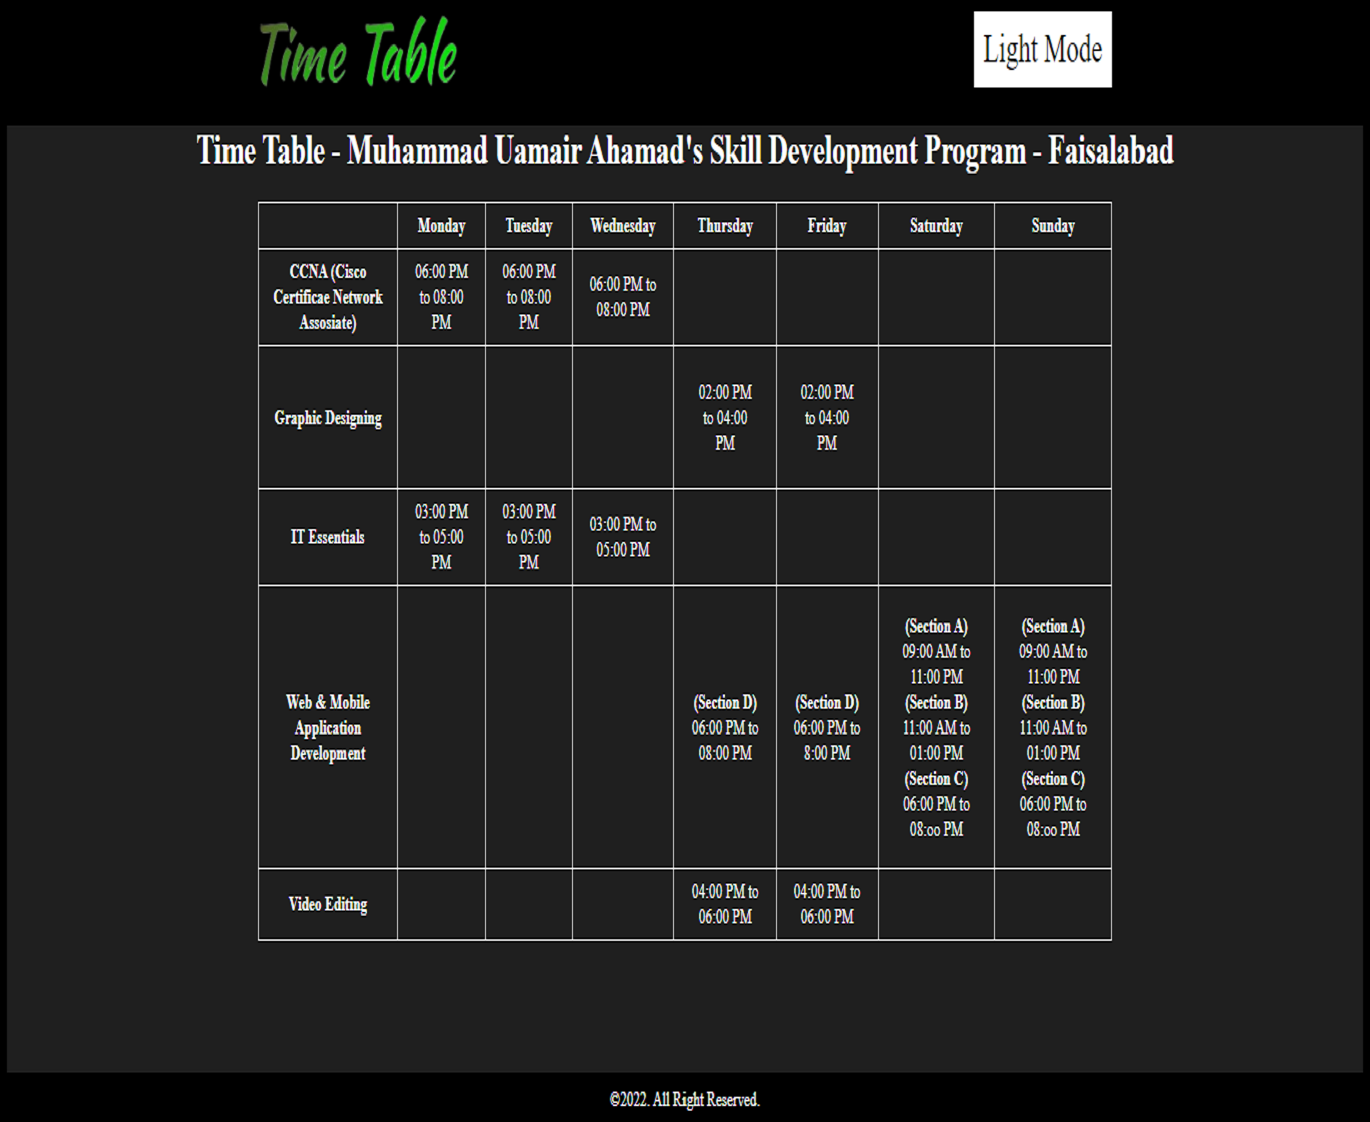 Time Table
Light Mode
Time Table - Muhammad Uamair Ahamad's Skill Development Program - Faisalabad
Monday
Tuesday
Wednesday
Thursday
Friday
Saturday
Sunday
CCNA (Cisco
Certificae Network
Assosiate)
06:00 PM
to 08:00
PM
06:00 PM
to 08:00
PM
06:00 PM to
08:00 PM
Graphic Designing
02:00 PM
to 04:00
PM
02:00 PM
to 04:00
PM
IT Essentials
03:00 PM
to 05:00
PM
03:00 PM
to 05:00
PM
03:00 PM to
05:00 PM
Web & Mobile
Application
Development
(Section D)
06:00 PM to
08:00 PM
(Section D)
06:00 PM to
8:00 PM
(Section A)
09:00 AM to
11:00 PM
(Section B)
11:00 AM to
01:00 PM
(Section C)
06:00 PM to
08:oo PM
(Section A)
09:00 AM to
11:00 PM
(Section B)
11:00 AM to
01:00 PM
(Section C)
06:00 PM to
08:oo PM
Video Editing
04:00 PM to
06:00 PM
04:00 PM to
06:00 PM
©2022. All Right Reserved.